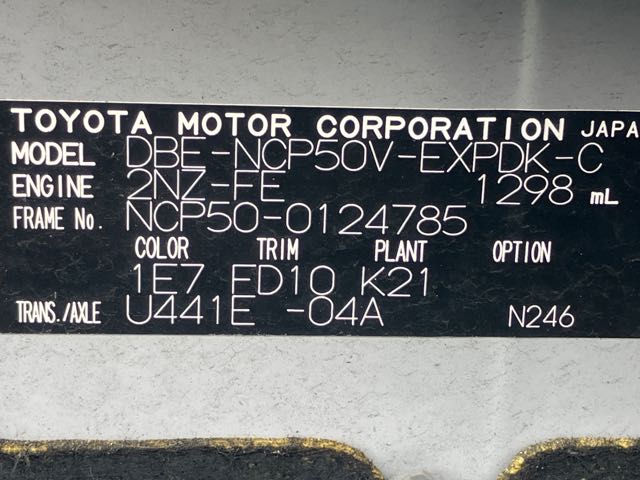 TOYOTA MOTOR CORPORATION JAPA
MODEL DBE-NCP50V-EXPDK-C
ENGINE 2NZ-FE 1298 mL
FRAME No. NCP50-0124785
COLOR TRIM PLANT OPTION
1E7 FD10 K21
TRANS./AXLE U441E -04A N246